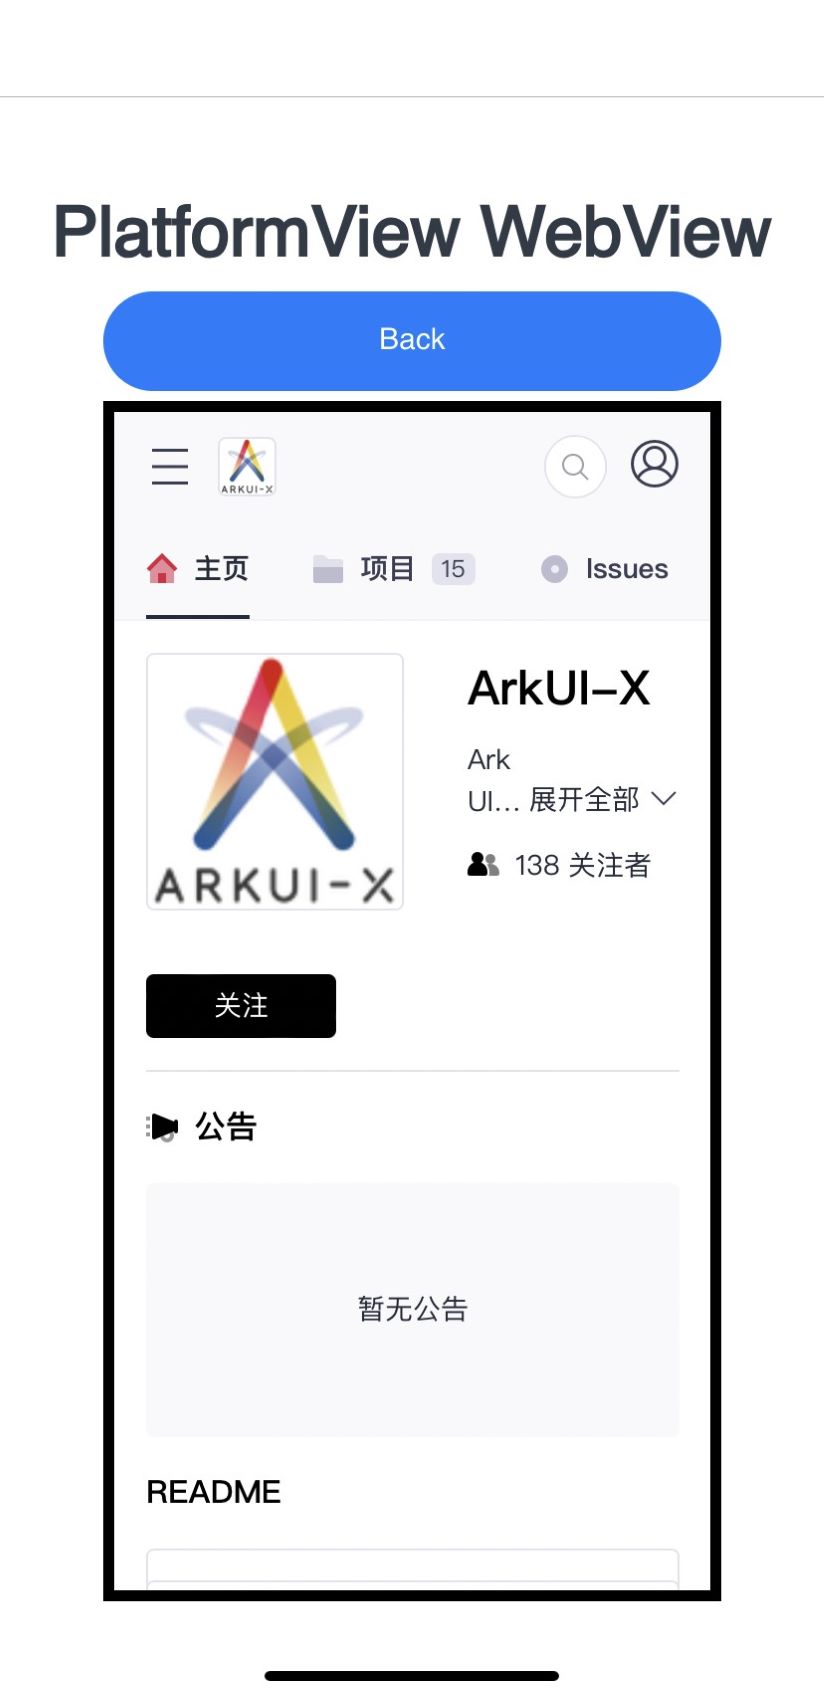 PlatformView WebView
Back
ARKUI-X
主页 项目 15 Issues
ARKUI-X
ArkUI-X
Ark
UI... 展开全部
138 关注者
关注
公告
暂无公告
README